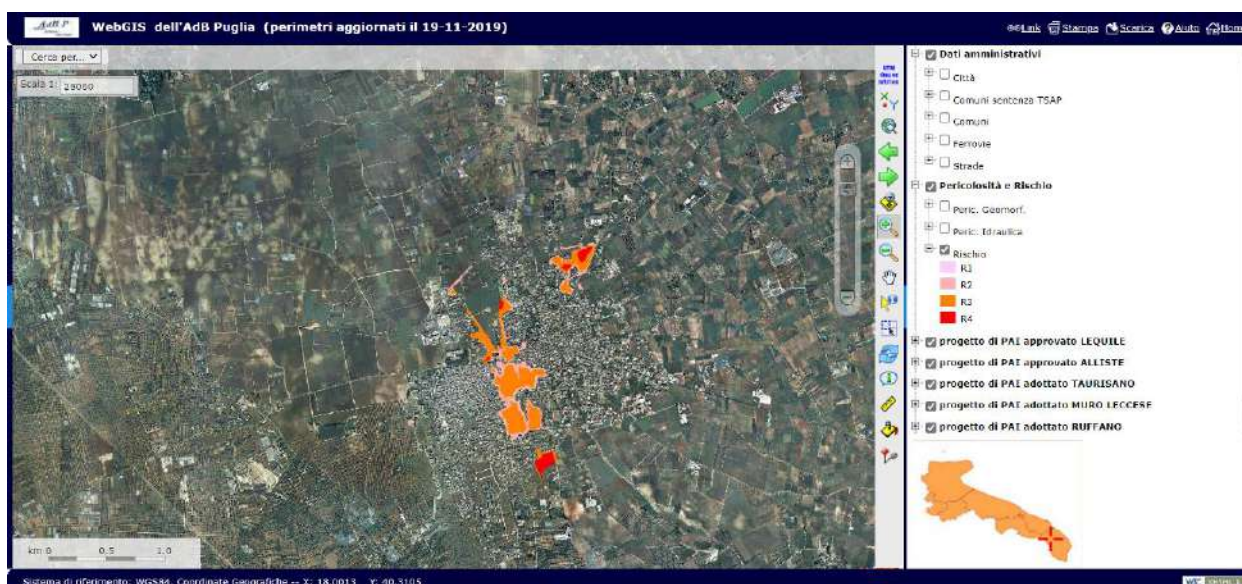 AdB P
WebGIS dell'AdB Puglia (perimetri aggiornati il 19-11-2019)
Link Stampa Scarica Aiuto Hom
Cerca per...
Scala 1:
Dati amministrativi
Città
Comuni sentenza TSAP
Comuni
Ferrovie
Strade
Pericolosità e Rischio
Peric. Geomorf.
Peric. Idraulica
Rischio
R1
R2
R3
R4
progetto di PAI approvato LEQUILE
progetto di PAI approvato ALLISTE
progetto di PAI adottato TAURISANO
progetto di PAI adottato MURO LECCESE
progetto di PAI adottato RUFFANO
km 0 0.5 1.0
Sistema di riferimento: WGS84, Coordinate Geografiche -- X: 18.0013 Y: 40.3105